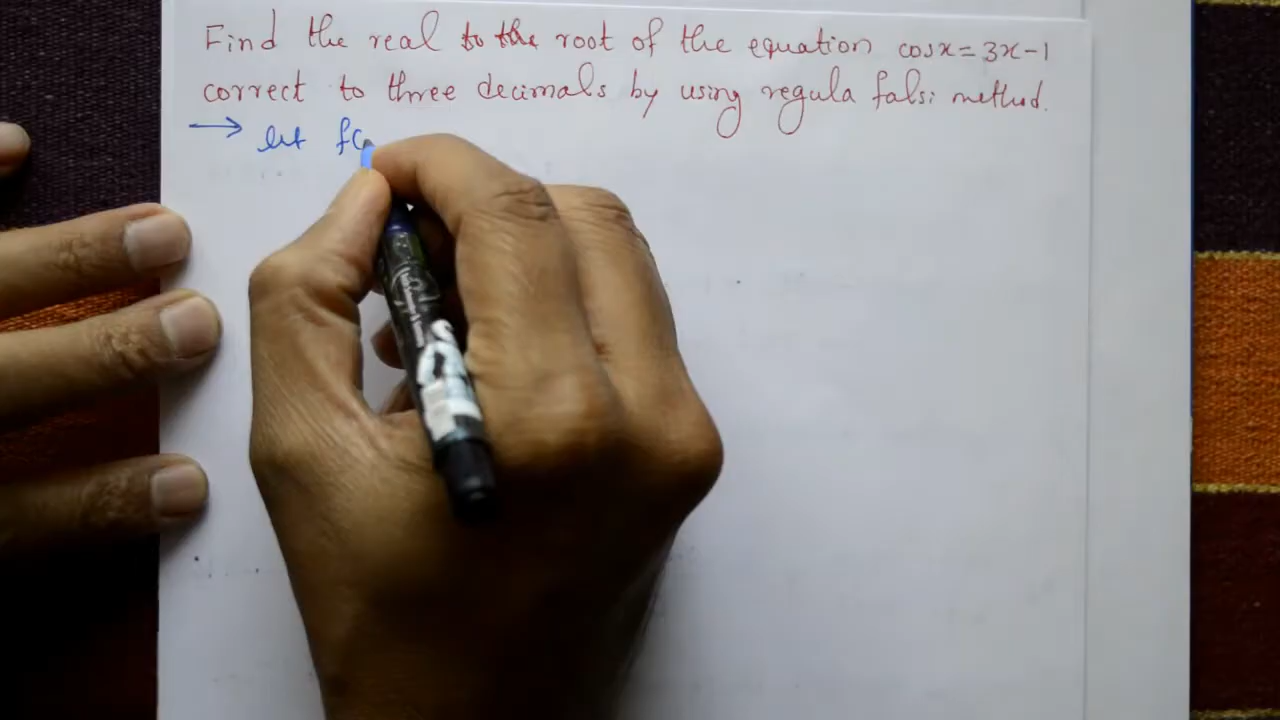 Find the real to the root of the equation cosx = 3x-1
correct to three decimals by using regula falsi method.
→ let f(